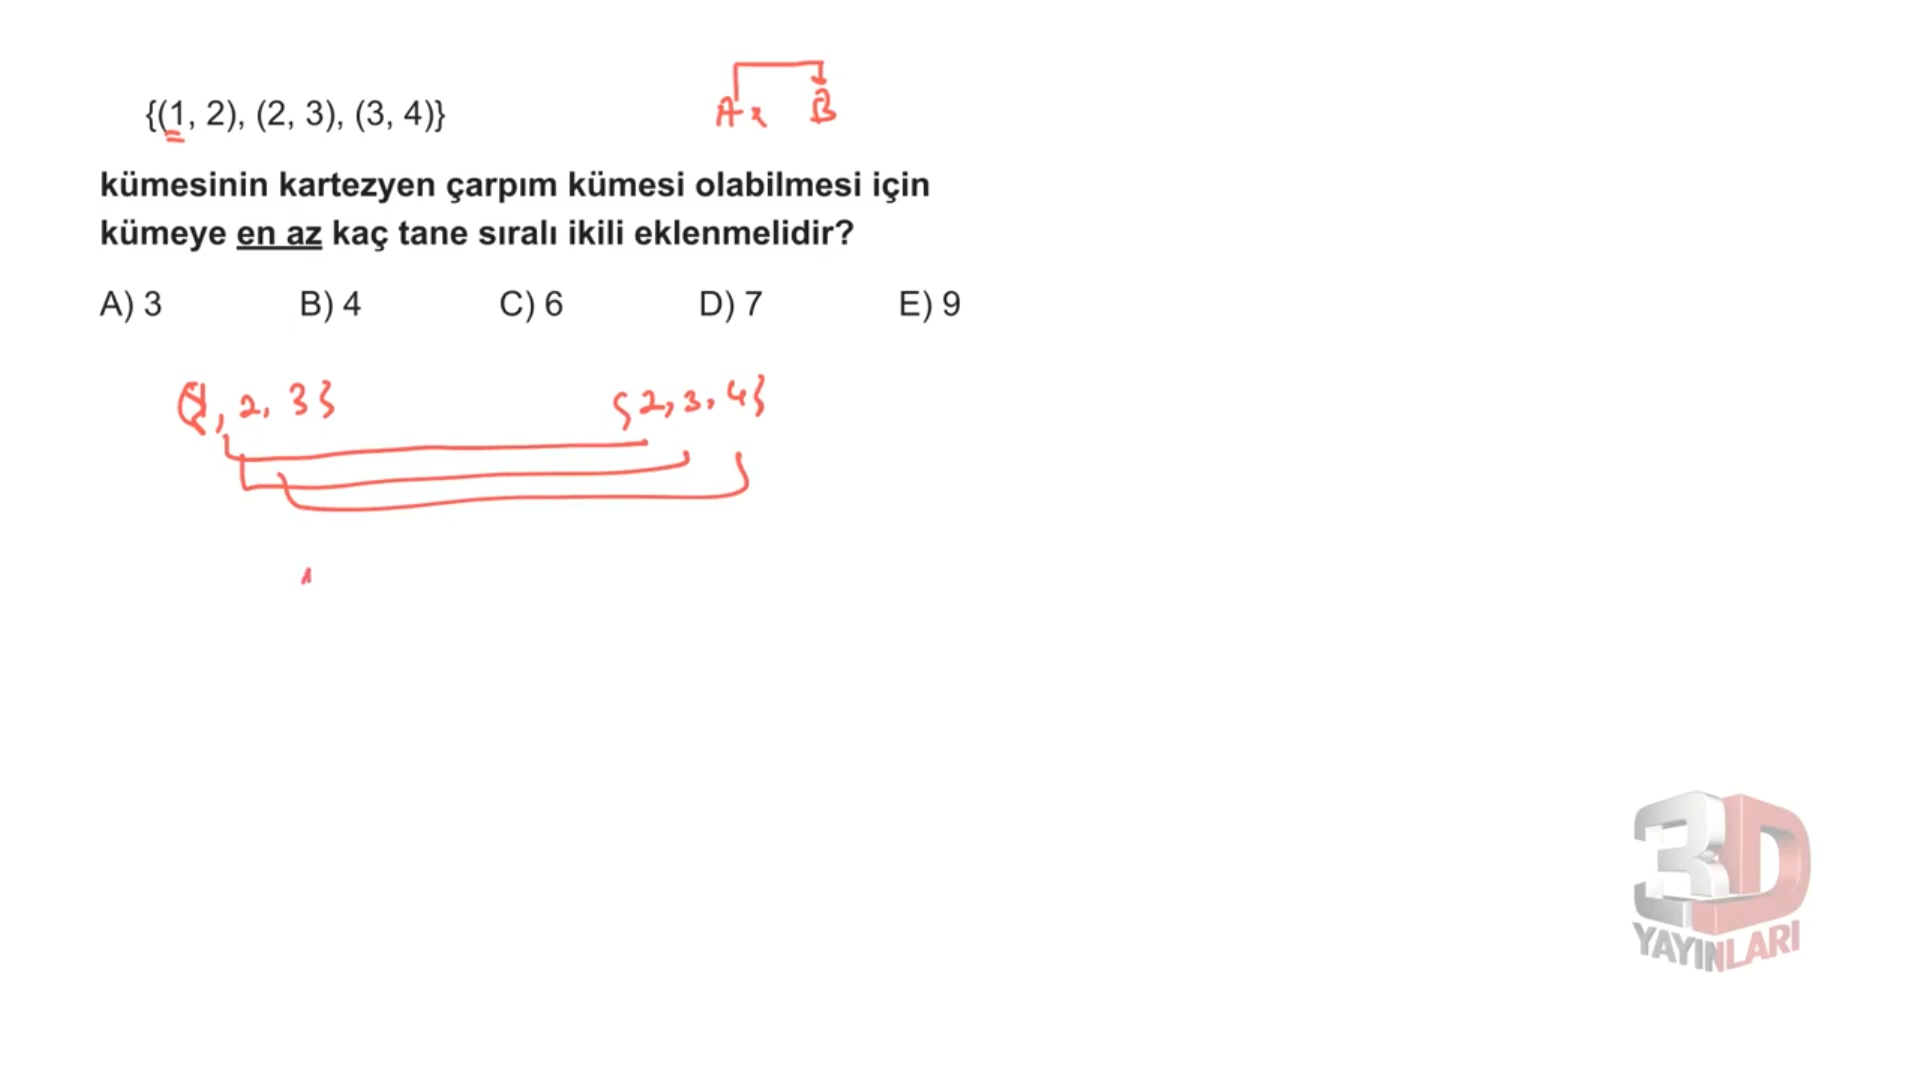 {(1, 2), (2, 3), (3, 4)}
A x B
kümesinin kartezyen çarpım kümesi olabilmesi için
kümeye en az kaç tane sıralı ikili eklenmelidir?
A) 3 B) 4 C) 6 D) 7 E) 9
{1, 2, 3} {2, 3, 4}
3D
YAYINLARI